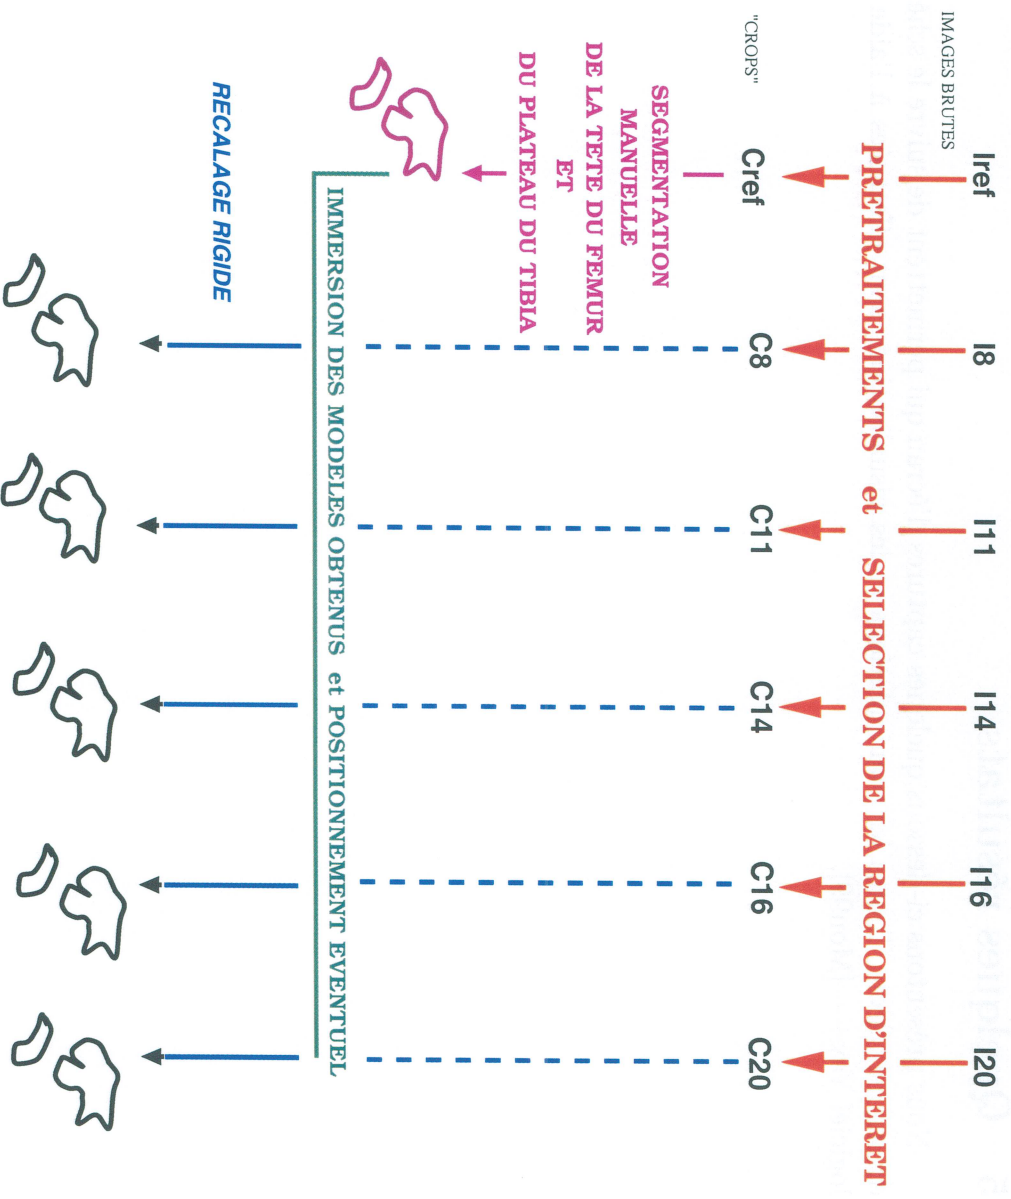 Iref I8 I11 I14 I16 I20
IMAGES BRUTES
PRETRAITEMENTS et SELECTION DE LA REGION D'INTERET
"CROPS"
Cref C8 C11 C14 C16 C20
SEGMENTATION
MANUELLE
DE LA TETE DU FEMUR
ET
DU PLATEAU DU TIBIA
IMMERSION DES MODELES OBTENUS et POSITIONNEMENT EVENTUEL
RECALAGE RIGIDE